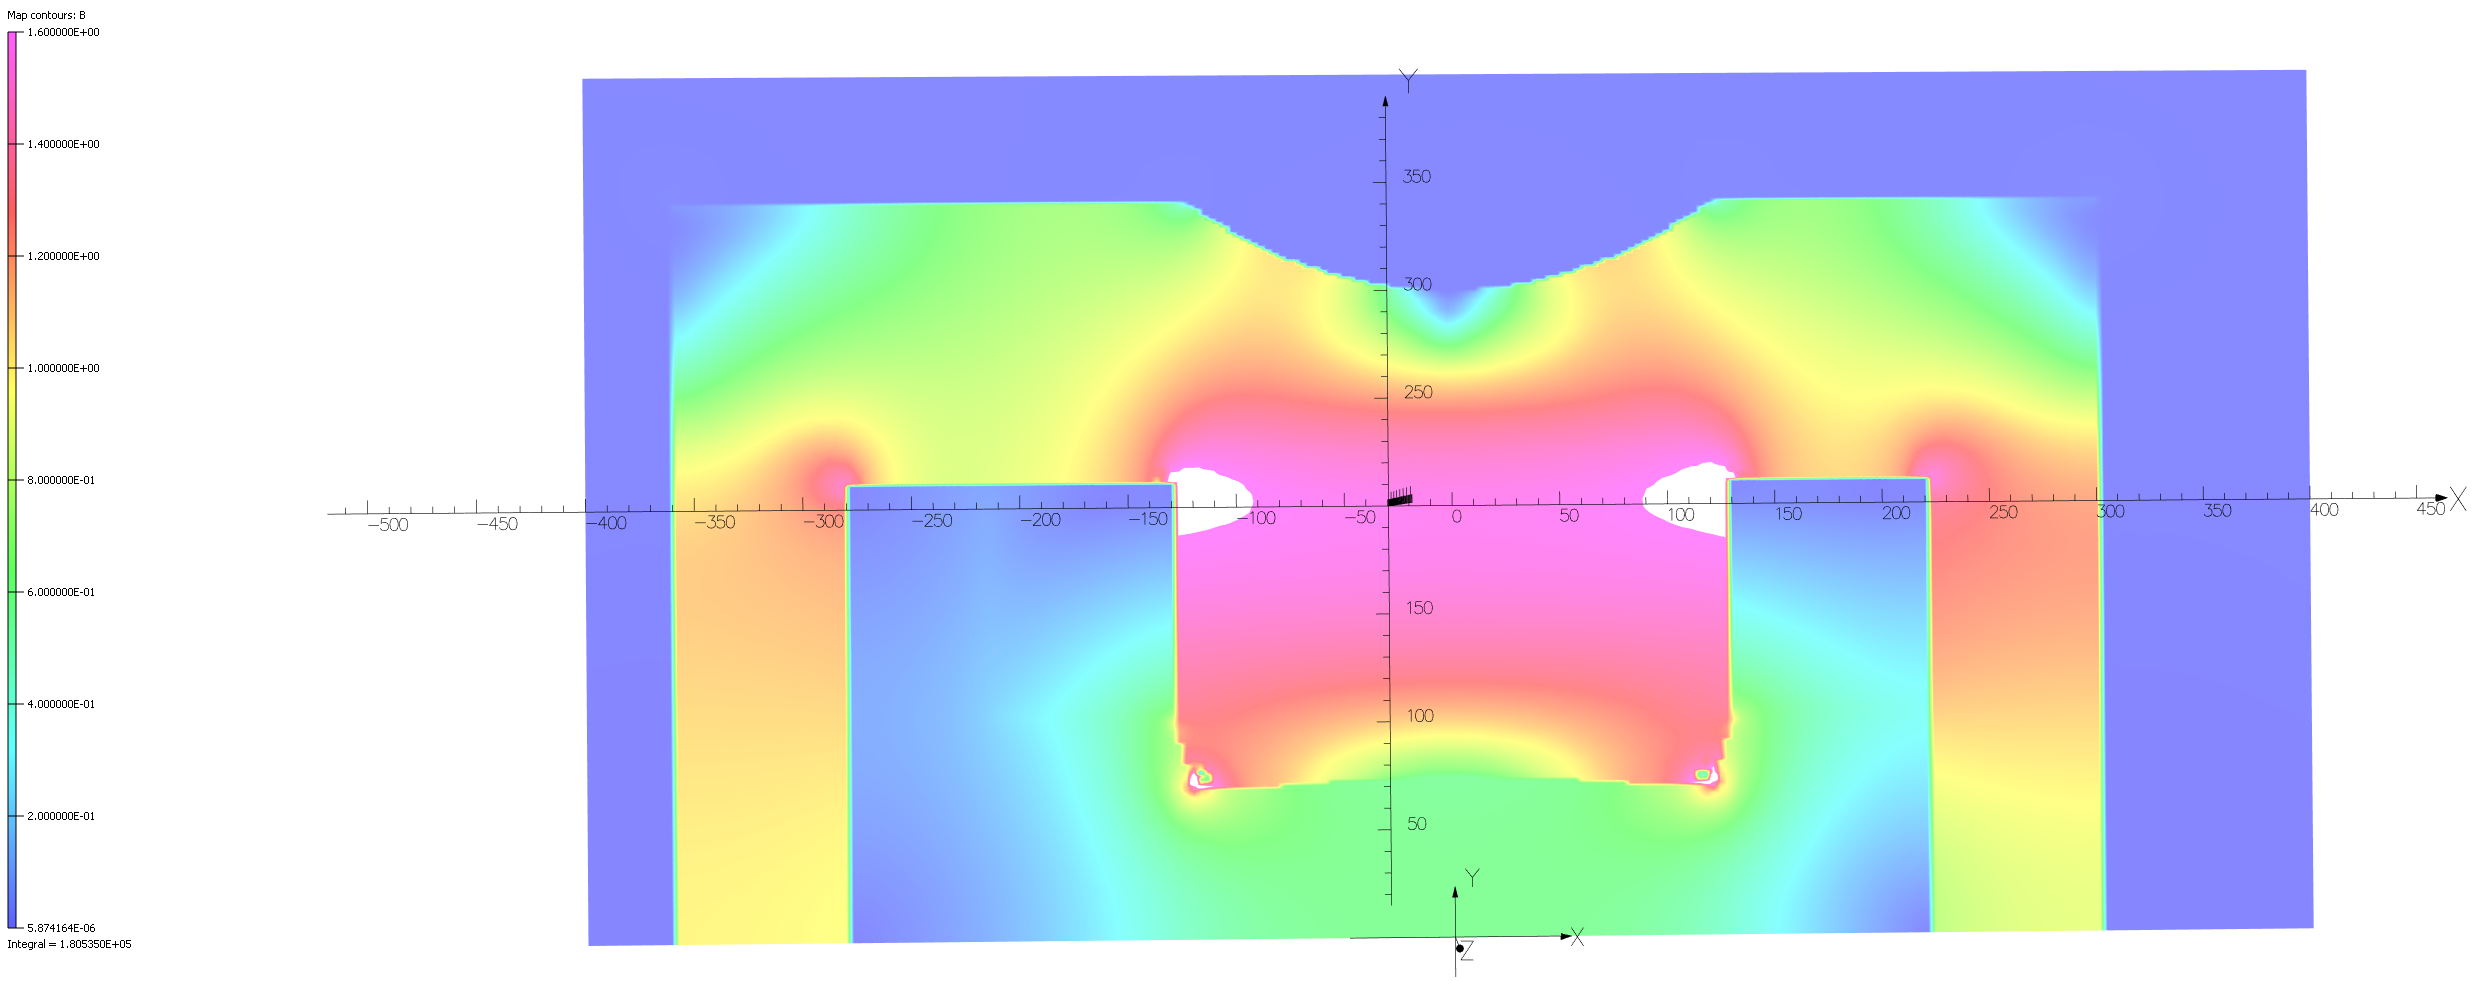 Map contours: B
1.600000E+00
1.400000E+00
1.200000E+00
1.000000E+00
8.000000E-01
6.000000E-01
4.000000E-01
2.000000E-01
5.874164E-06
Integral = 1.805350E+05
Y
350
300
250
-500 -450 -400 -350 -300 -250 -200 -150 -100 -50 0 50 100 150 200 250 300 350 400 450 X
150
100
50
Y
X
Z